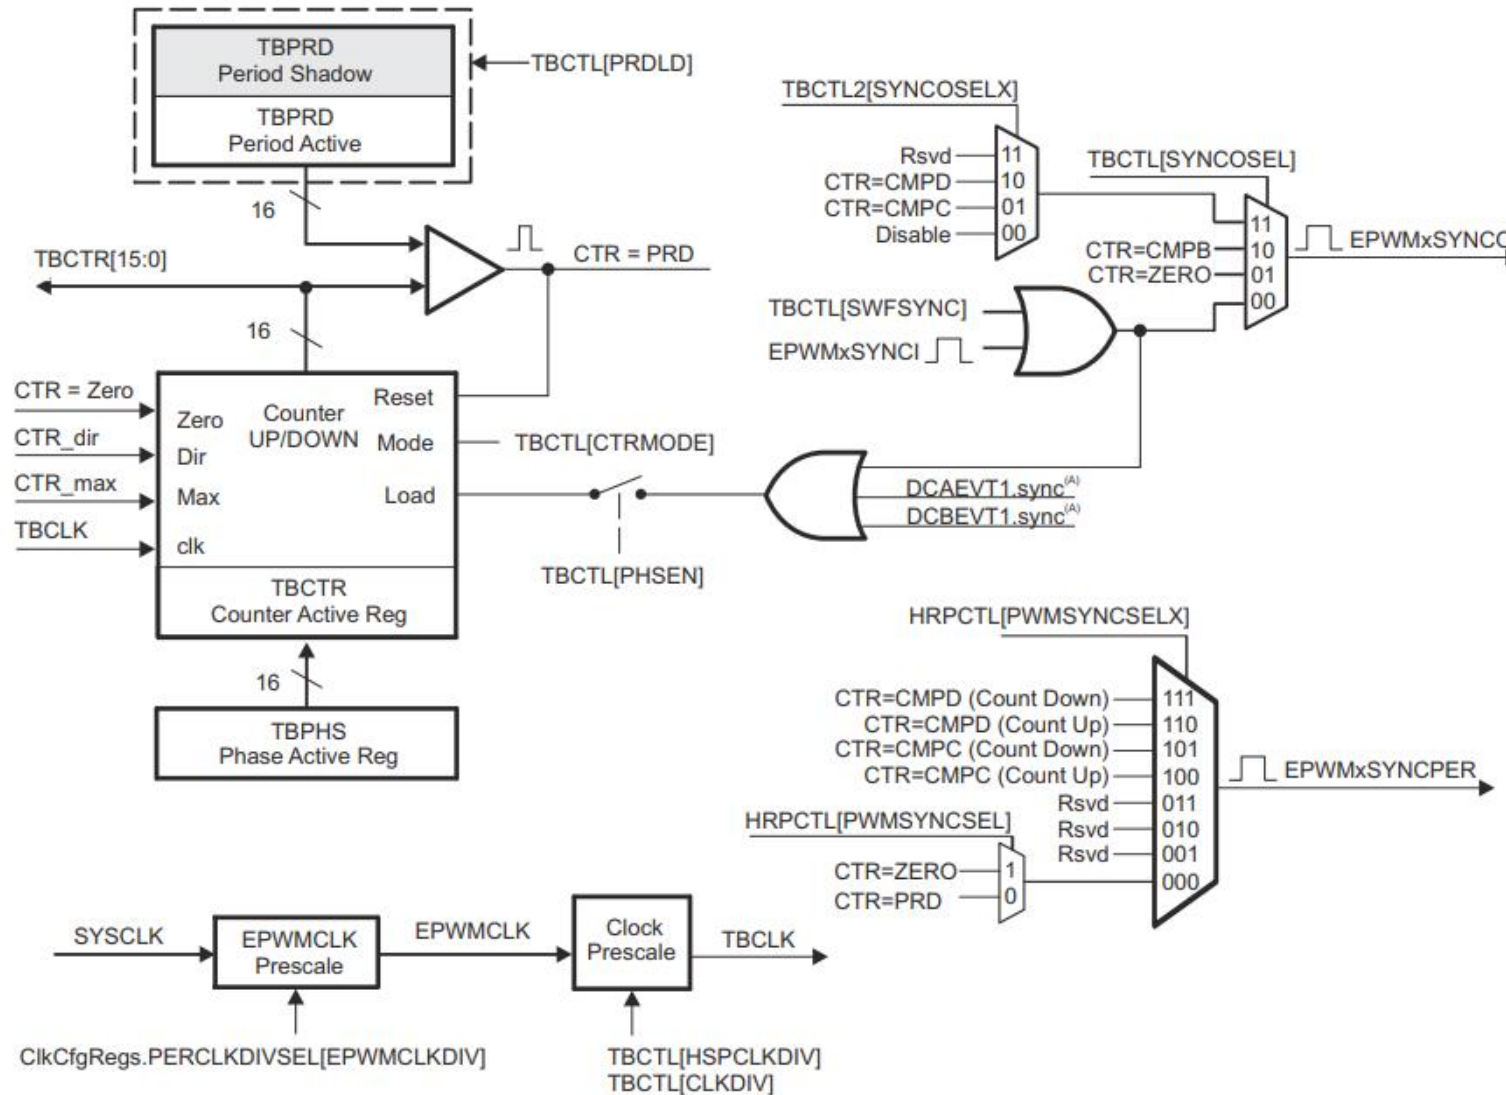 TBPRD
Period Shadow
TBPRD
Period Active
TBCTL[PRDLD]
16
TBCTR[15:0]
CTR = PRD
16
CTR = Zero
CTR_dir
CTR_max
TBCLK
Zero
Dir
Max
clk
Counter
UP/DOWN
Reset
Mode
Load
TBCTR
Counter Active Reg
16
TBPHS
Phase Active Reg
TBCTL[CTRMODE]
TBCTL[PHSEN]
TBCTL2[SYNCOSELX]
Rsvd 11
CTR=CMPD 10
CTR=CMPC 01
Disable 00
TBCTL[SYNCOSEL]
11
CTR=CMPB 10
CTR=ZERO 01
00
EPWMxSYNCO
TBCTL[SWFSYNC]
EPWMxSYNCI
DCAEVT1.sync(A)
DCBEVT1.sync(A)
HRPCTL[PWMSYNCSELX]
CTR=CMPD (Count Down) 111
CTR=CMPD (Count Up) 110
CTR=CMPC (Count Down) 101
CTR=CMPC (Count Up) 100
Rsvd 011
Rsvd 010
Rsvd 001
000
EPWMxSYNCPER
HRPCTL[PWMSYNCSEL]
CTR=ZERO 1
CTR=PRD 0
SYSCLK
EPWMCLK
Prescale
EPWMCLK
Clock
Prescale
TBCLK
ClkCfgRegs.PERCLKDIVSEL[EPWMCLKDIV]
TBCTL[HSPCLKDIV]
TBCTL[CLKDIV]